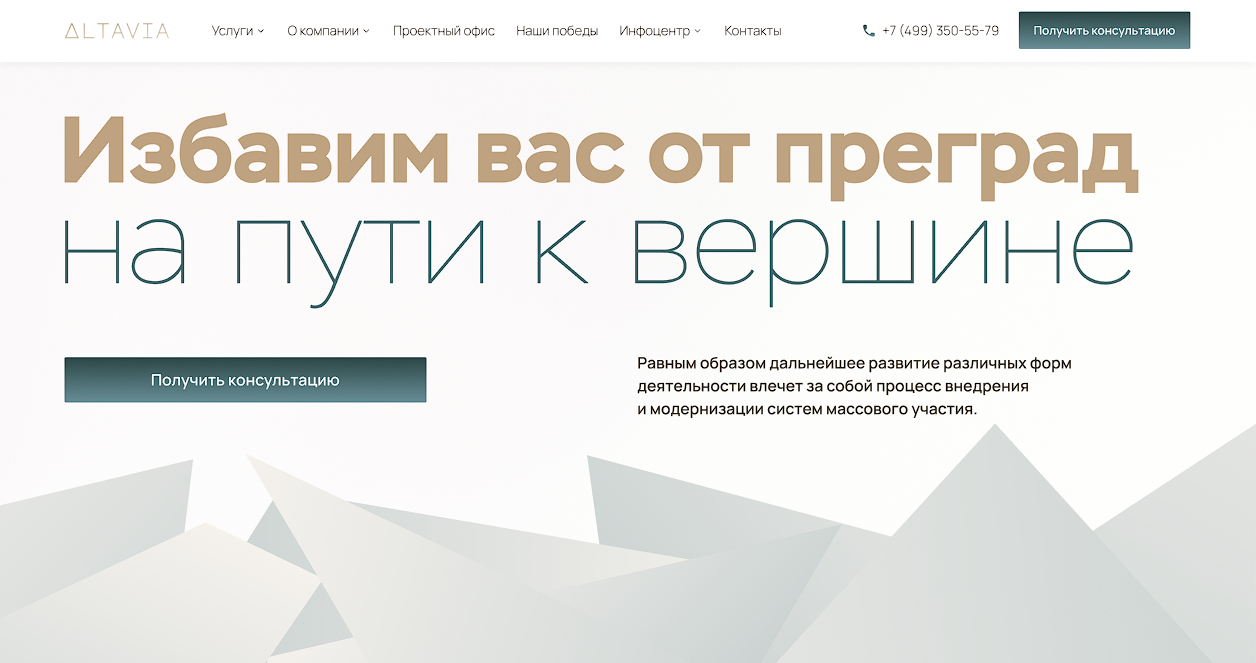 ALTAVIA Услуги О компании Проектный офис Наши победы Инфоцентр Контакты +7 (499) 350-55-79 Получить консультацию
Избавим вас от преград
на пути к вершине
Получить консультацию
Равным образом дальнейшее развитие различных форм
деятельности влечет за собой процесс внедрения
и модернизации систем массового участия.